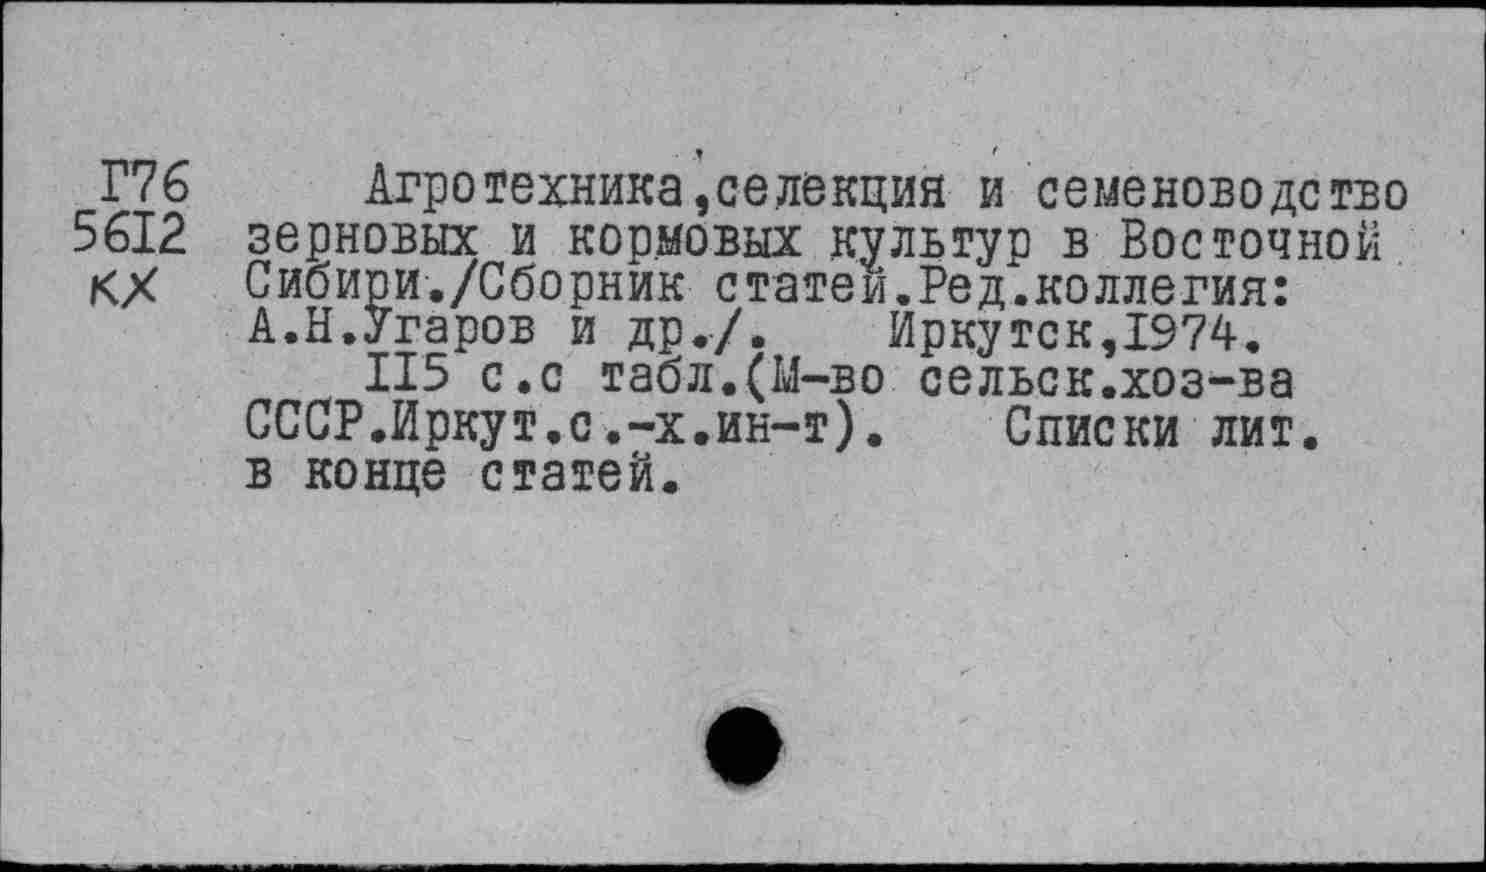 Г76 Агротехника,селекция и семеноводство
5612 зерновых и кормовых культур в Восточной
КХ Сибири./Сборник статей.Ред.коллегия:
А.Н.Угаров и др./. Иркутск,1974.
115 с.с табл.(М-во сельск.хоз-ва
СССР.Иркут.с.-х.ин-т). Списки лит.
в конце статей.